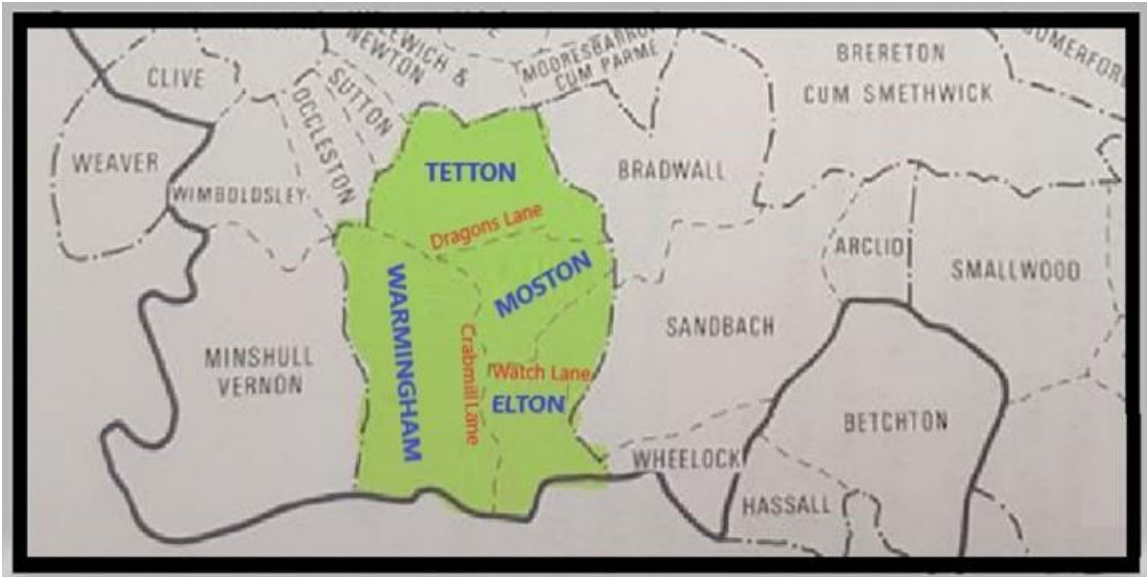 NEWTON &
MOORESBARROW
CUM PARME
BRERETON
CUM SMETHWICK
CLIVE
SUTTON
OCCLESTON
WEAVER
WIMBOLDSLEY
TETTON
BRADWALL
Dragons Lane
ARCLID
SMALLWOOD
WARMINGHAM
MOSTON
SANDBACH
MINSHULL
VERNON
Crabmill Lane
Watch Lane
ELTON
BETCHTON
WHEELOCK
HASSALL